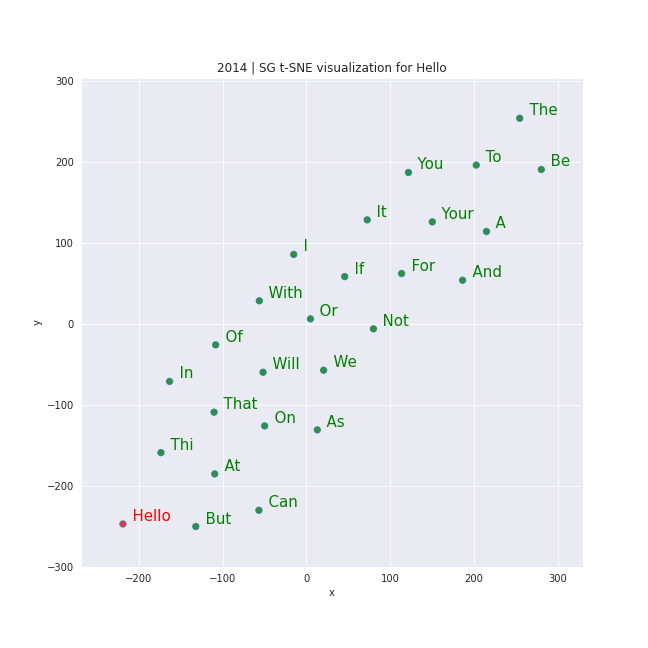 2014 | SG t-SNE visualization for Hello
300
The
200
You
To
Be
It
Your
A
100
I
If
For
And
With
Or
y
0
Not
Of
Will
We
In
−100
That
On
As
Thi
At
−200
Can
Hello
But
−300
−200 −100 0 100 200 300
x